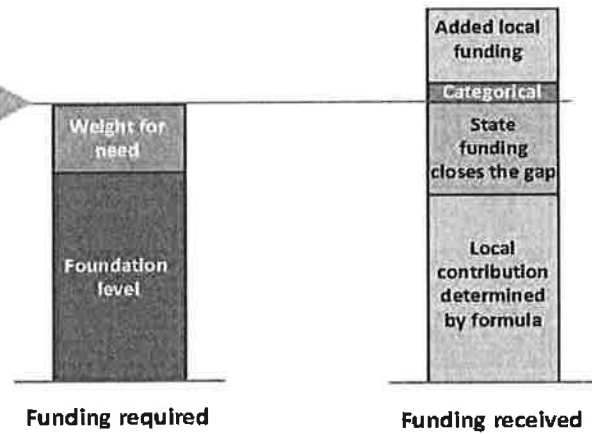 Added local
funding
Categorical
Weight for
need
State
funding
closes the gap
Foundation
level
Local
contribution
determined
by formula
Funding required
Funding received